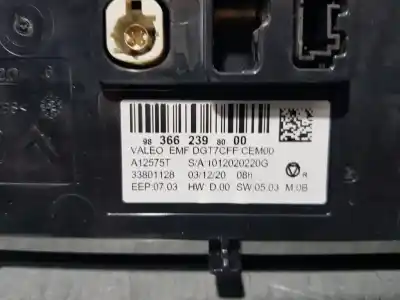 98 366 239 80 00
VALEO EMF DGT7CFF CEM00
A12575T S/A 1012020220G
33801128 03/12/20 08h
EEP:07.03 HW: D.00 SW:05.03 M:0B